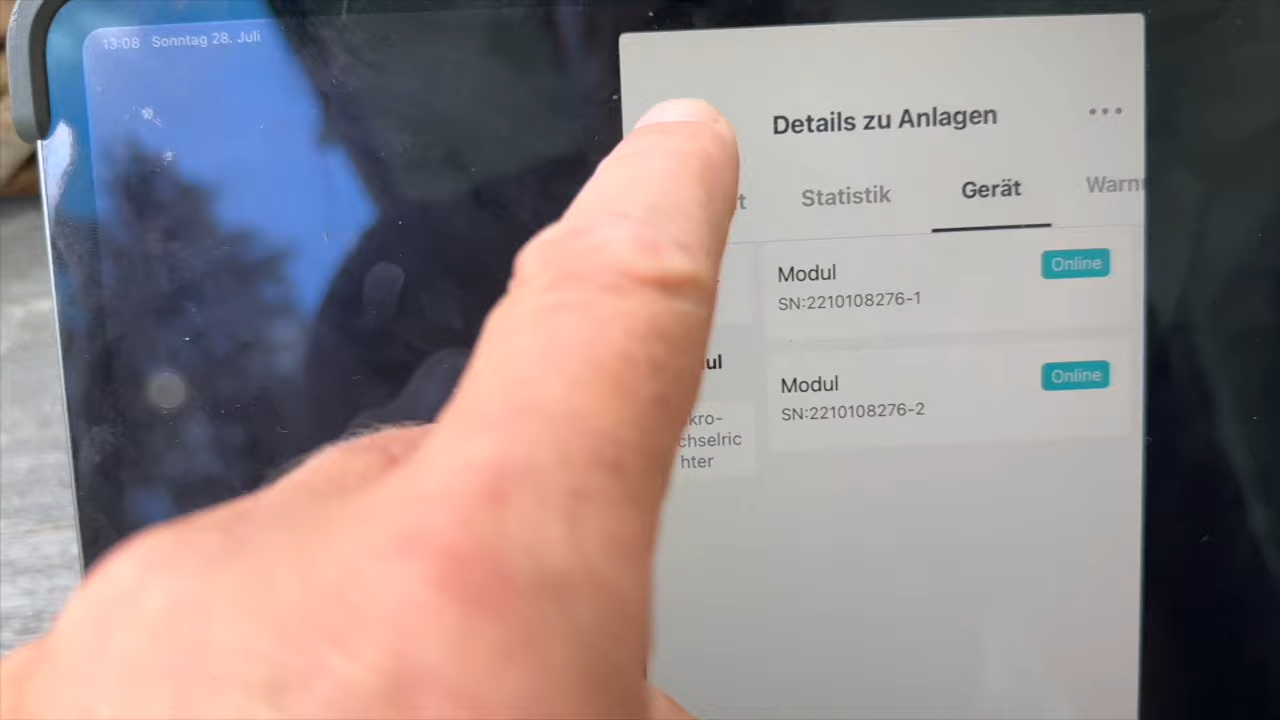 13:08 Sonntag 28. Juli
Details zu Anlagen
Statistik
Gerät
Modul
Online
SN:2210108276-1
Modul
Online
SN:2210108276-2